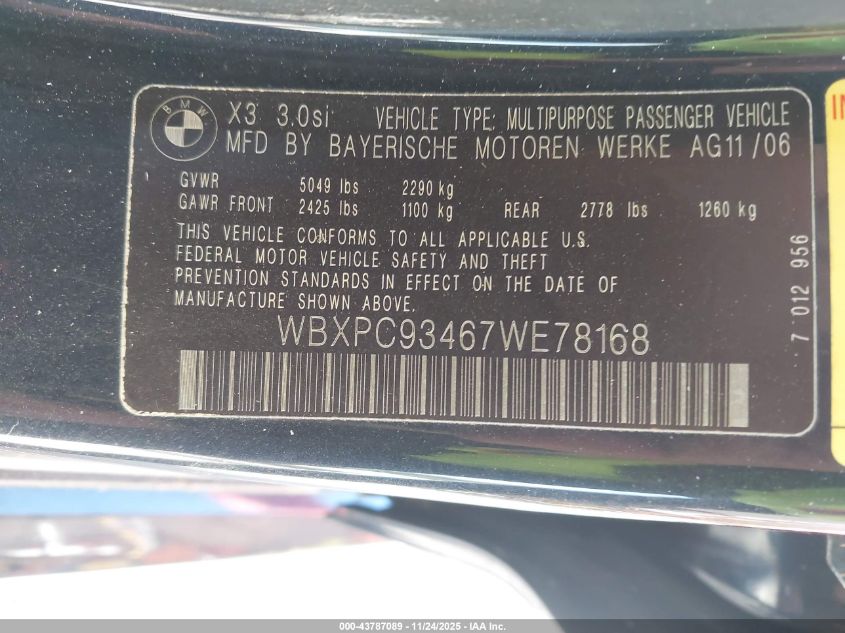 BMW
X3 3.0si VEHICLE TYPE: MULTIPURPOSE PASSENGER VEHICLE
MFD BY BAYERISCHE MOTOREN WERKE AG11/06
GVWR 5049 lbs 2290 kg
GAWR FRONT 2425 lbs 1100 kg REAR 2778 lbs 1260 kg
THIS VEHICLE CONFORMS TO ALL APPLICABLE U.S.
FEDERAL MOTOR VEHICLE SAFETY AND THEFT
PREVENTION STANDARDS IN EFFECT ON THE DATE OF
MANUFACTURE SHOWN ABOVE.
WBXPC93467WE78168
7 012 956
000-43787089 - 11/24/2025 - IAA Inc.